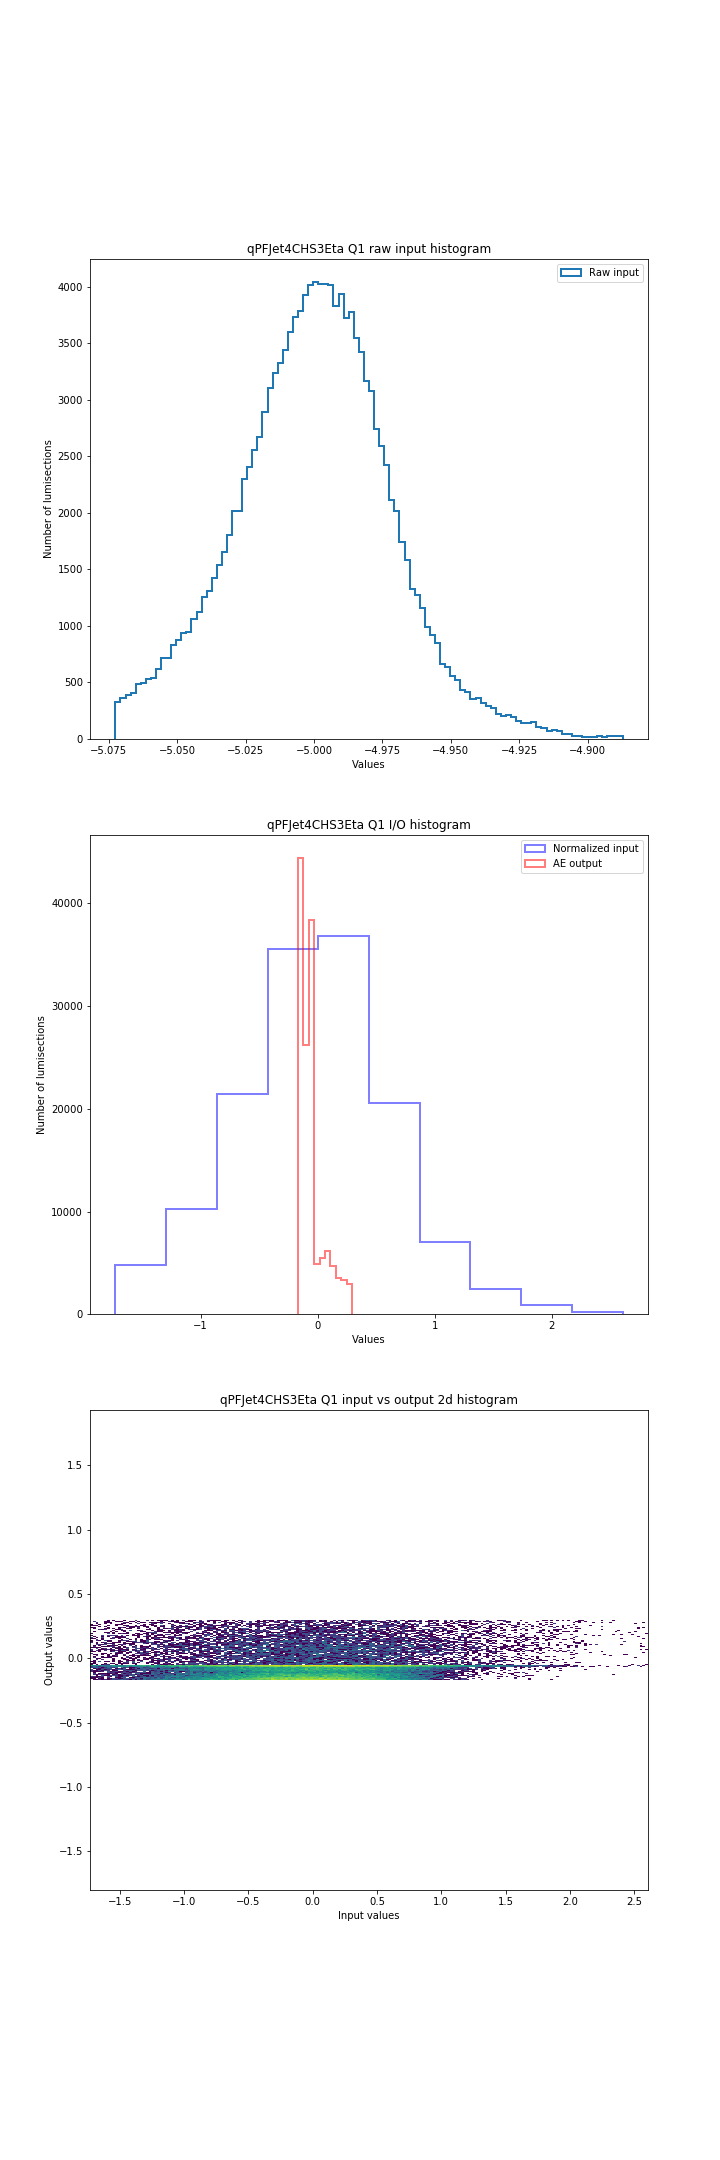 qPFJet4CHS3Eta Q1 raw input histogram
Raw input
4000
3500
3000
2500
2000
1500
1000
500
0
Number of lumisections
−5.075 −5.050 −5.025 −5.000 −4.975 −4.950 −4.925 −4.900
Values
qPFJet4CHS3Eta Q1 I/O histogram
Normalized input
AE output
40000
30000
20000
10000
0
Number of lumisections
−1 0 1 2
Values
qPFJet4CHS3Eta Q1 input vs output 2d histogram
1.5
1.0
0.5
0.0
−0.5
−1.0
−1.5
Output values
−1.5 −1.0 −0.5 0.0 0.5 1.0 1.5 2.0 2.5
Input values